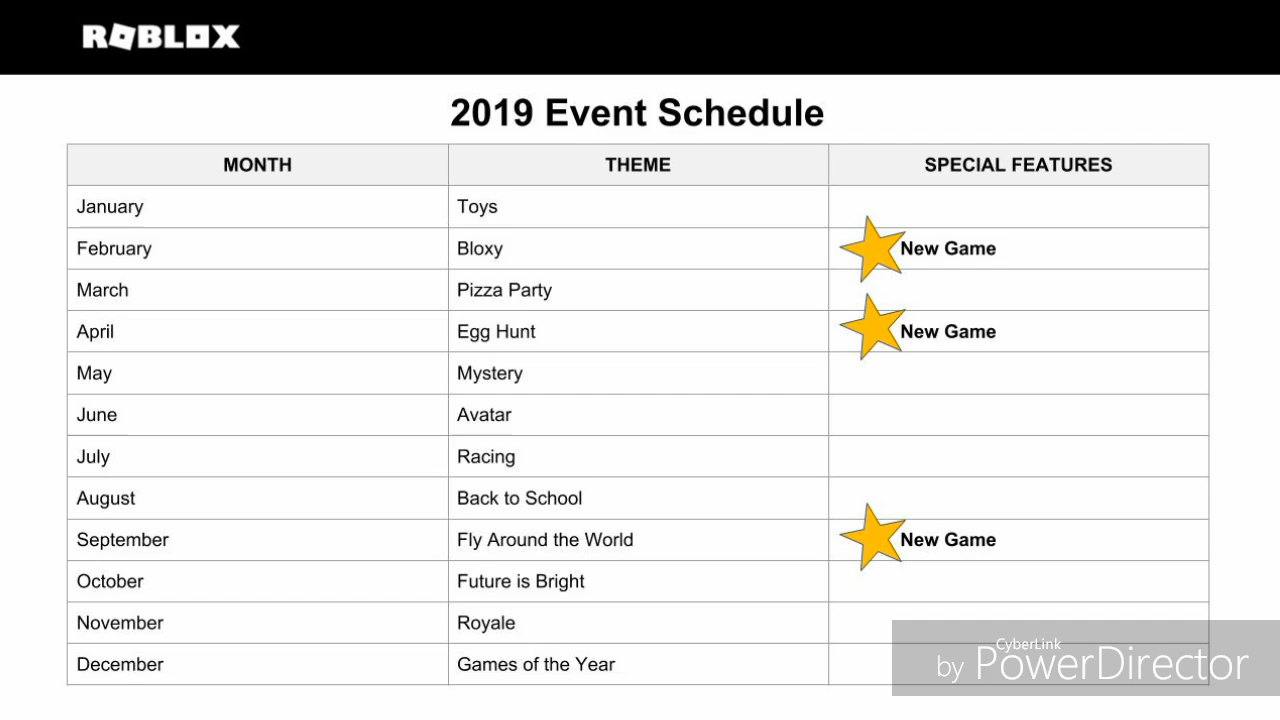 ROBLOX
2019 Event Schedule
MONTH THEME SPECIAL FEATURES
January Toys
February Bloxy New Game
March Pizza Party
April Egg Hunt New Game
May Mystery
June Avatar
July Racing
August Back to School
September Fly Around the World New Game
October Future is Bright
November Royale
December Games of the Year
CyberLink
by PowerDirector